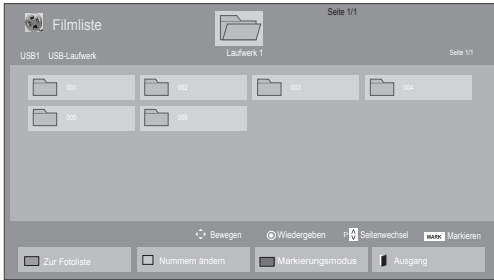 Seite 1/1
Filmliste
Laufwerk 1
USB1 USB-Laufwerk
Seite 1/1
001 002 003 004
005 006
Bewegen Wiedergeben P Seitenwechsel MARK Markieren
Zur Fotoliste Nummern ändern Markierungsmodus Ausgang